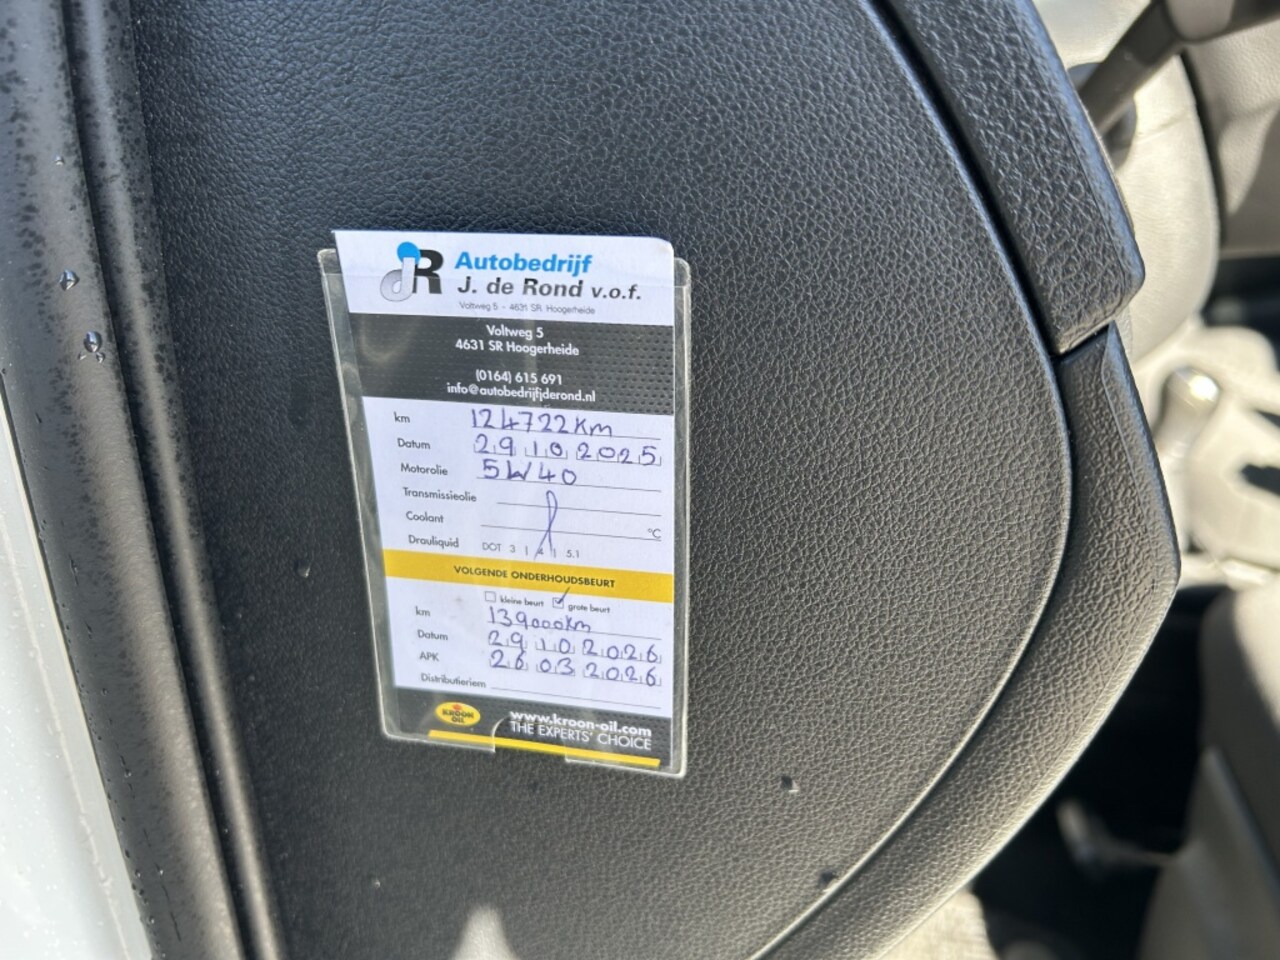 JR Autobedrijf
J. de Rond v.o.f.
Voltweg 5 - 4631 SR Hoogerheide
Voltweg 5
4631 SR Hoogerheide
(0164) 615 691
info@autobedrijfjderond.nl
km 124722km
Datum 29 10 2025
Motorolie 5W40
Transmissieolie
Coolant °C
Drauliquid DOT 3 | 4 | 5.1
VOLGENDE ONDERHOUDSBEURT
kleine beurt grote beurt
km 139000km
Datum 29 10 2026
APK 26 03 2026
Distributieriem
KROON OIL www.kroon-oil.com
THE EXPERTS' CHOICE